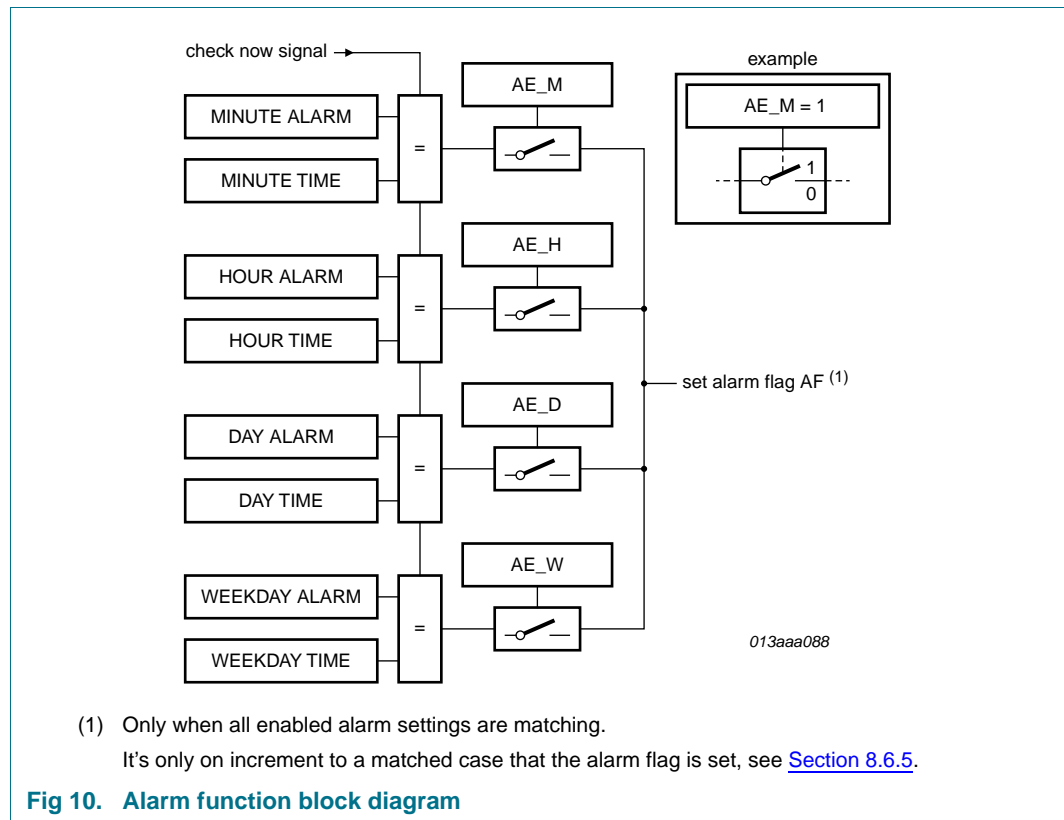 check now signal
example
AE_M
AE_M = 1
MINUTE ALARM
=
MINUTE TIME
1
0
AE_H
HOUR ALARM
=
HOUR TIME
set alarm flag AF (1)
AE_D
DAY ALARM
=
DAY TIME
AE_W
WEEKDAY ALARM
=
WEEKDAY TIME
013aaa088
(1) Only when all enabled alarm settings are matching.
It's only on increment to a matched case that the alarm flag is set, see Section 8.6.5.
Fig 10. Alarm function block diagram